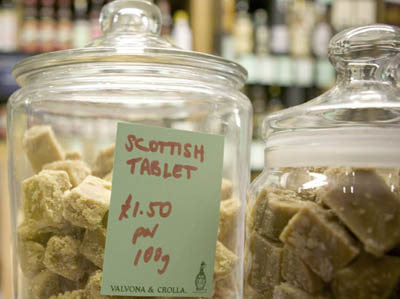 SCOTTISH
TABLET
£1.50
per
100g
VALVONA & CROLLA.